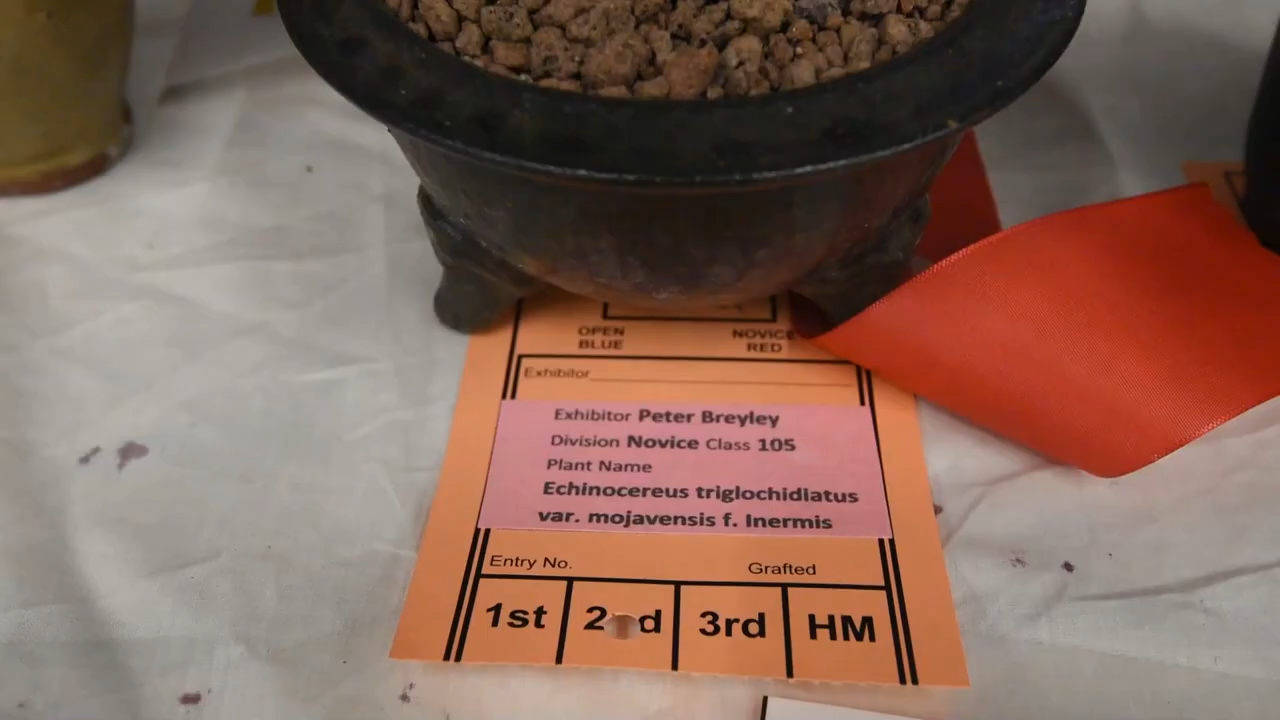 OPEN NOVICE
BLUE RED
Exhibitor
Exhibitor Peter Breyley
Division Novice Class 105
Plant Name
Echinocereus triglochidiatus
var. mojavensis f. Inermis
Entry No. Grafted
1st 2nd 3rd HM